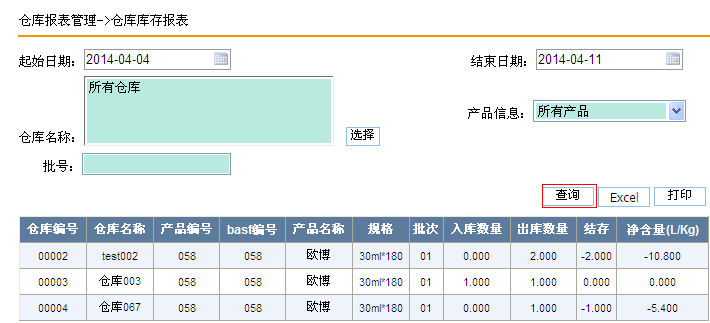 仓库报表管理->仓库库存报表
起始日期： 2014-04-04 结束日期： 2014-04-11
所有仓库
产品信息： 所有产品
仓库名称： 选择
批号：
查询 Excel 打印
仓库编号 仓库名称 产品编号 basf编号 产品名称 规格 批次 入库数量 出库数量 结存 净含量(L/Kg)
00002 test002 058 058 欧博 30ml*180 01 0.000 2.000 -2.000 -10.800
00003 仓库003 058 058 欧博 30ml*180 01 1.000 1.000 0.000 0.000
00004 仓库067 058 058 欧博 30ml*180 01 0.000 1.000 -1.000 -5.400